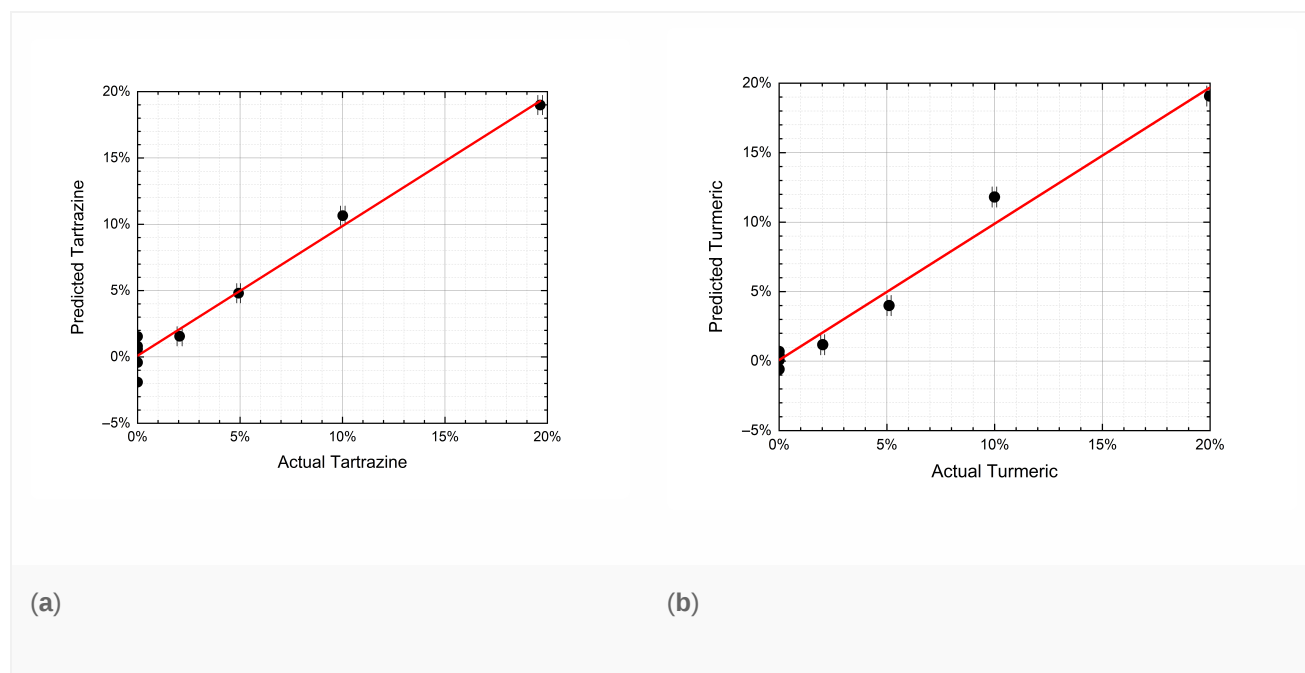 20%
15%
10%
5%
0%
–5%
0% 5% 10% 15% 20%
Predicted Tartrazine
Actual Tartrazine
20%
15%
10%
5%
0%
–5%
0% 5% 10% 15% 20%
Predicted Turmeric
Actual Turmeric
(a)
(b)